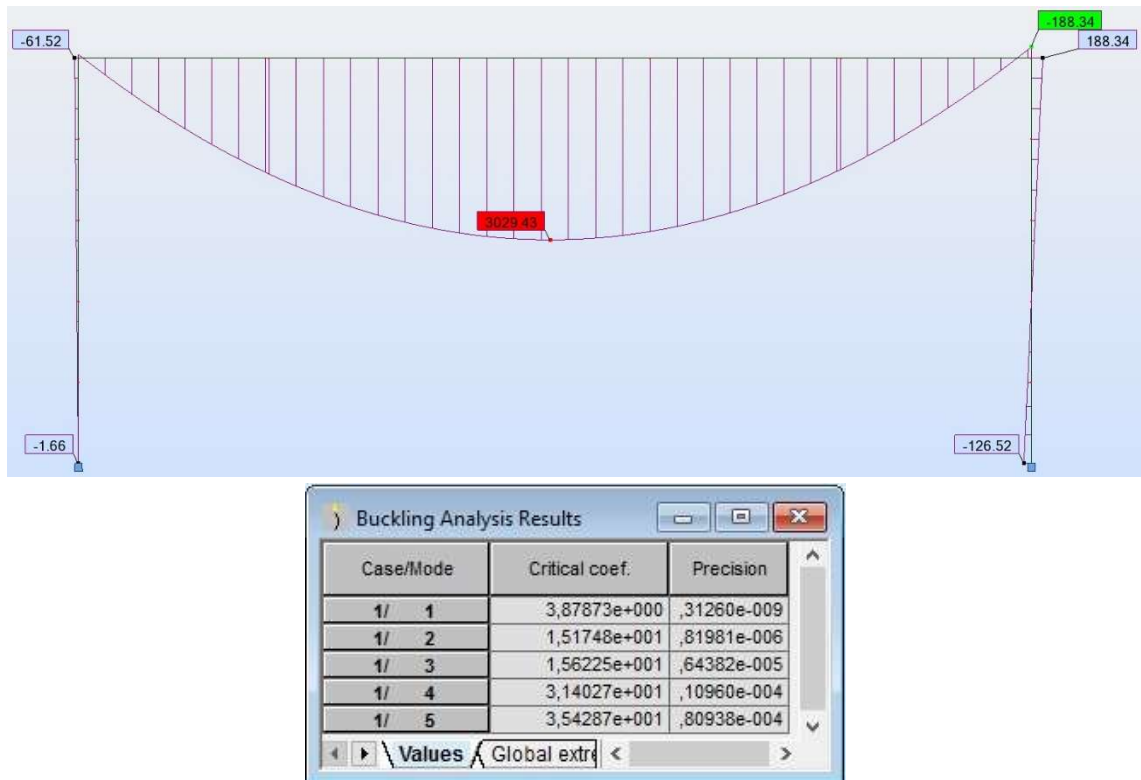 -188.34
-61.52
188.34
3029.43
-1.66
-126.52
Buckling Analysis Results
Case/Mode Critical coef. Precision
1/ 1 3,87873e+000 ,31260e-009
1/ 2 1,51748e+001 ,81981e-006
1/ 3 1,56225e+001 ,64382e-005
1/ 4 3,14027e+001 ,10960e-004
1/ 5 3,54287e+001 ,80938e-004
Values Global extre